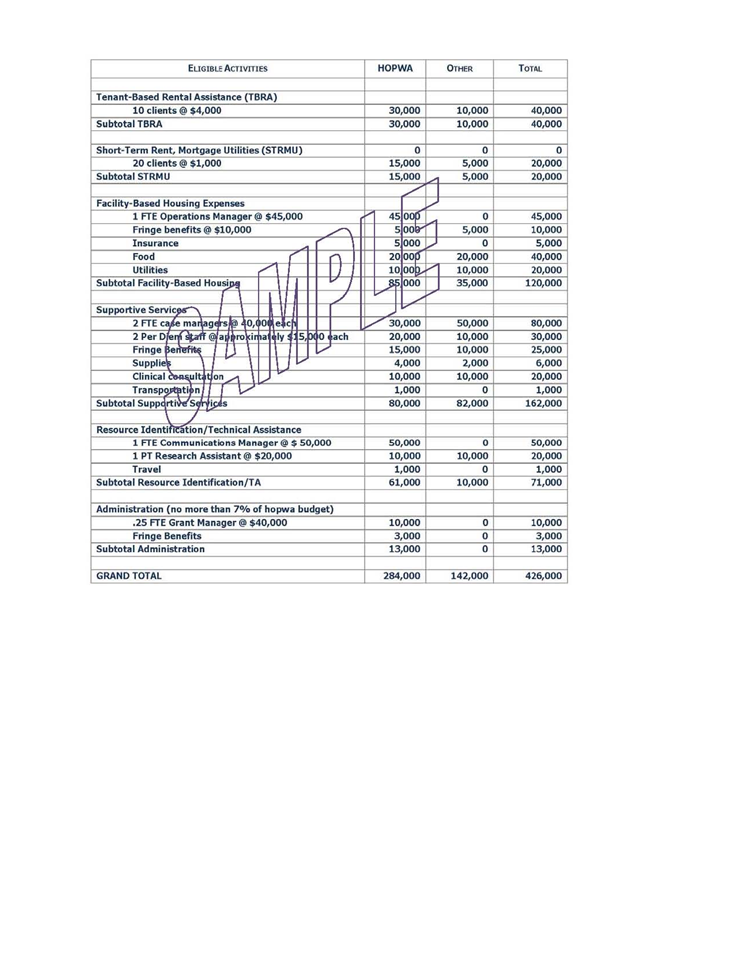 ELIGIBLE ACTIVITIES HOPWA OTHER TOTAL
Tenant-Based Rental Assistance (TBRA)
10 clients @ $4,000 30,000 10,000 40,000
Subtotal TBRA 30,000 10,000 40,000
Short-Term Rent, Mortgage Utilities (STRMU) 0 0 0
20 clients @ $1,000 15,000 5,000 20,000
Subtotal STRMU 15,000 5,000 20,000
Facility-Based Housing Expenses
1 FTE Operations Manager @ $45,000 45,000 0 45,000
Fringe benefits @ $10,000 5,000 5,000 10,000
Insurance 5,000 0 5,000
Food 20,000 20,000 40,000
Utilities 10,000 10,000 20,000
Subtotal Facility-Based Housing 85,000 35,000 120,000
Supportive Services
2 FTE case managers @ 40,000 each 30,000 50,000 80,000
2 Per Diem staff @ approximately $15,000 each 20,000 10,000 30,000
Fringe Benefits 15,000 10,000 25,000
Supplies 4,000 2,000 6,000
Clinical consultation 10,000 10,000 20,000
Transportation 1,000 0 1,000
Subtotal Supportive Services 80,000 82,000 162,000
Resource Identification/Technical Assistance
1 FTE Communications Manager @ $ 50,000 50,000 0 50,000
1 PT Research Assistant @ $20,000 10,000 10,000 20,000
Travel 1,000 0 1,000
Subtotal Resource Identification/TA 61,000 10,000 71,000
Administration (no more than 7% of hopwa budget)
.25 FTE Grant Manager @ $40,000 10,000 0 10,000
Fringe Benefits 3,000 0 3,000
Subtotal Administration 13,000 0 13,000
GRAND TOTAL 284,000 142,000 426,000
SAMPLE